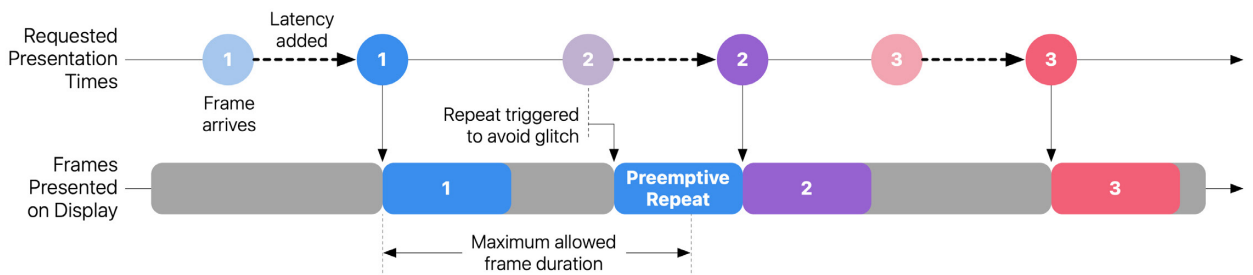 Requested
Presentation
Times
1
Latency
added
1
2
2
3
3
Frame
arrives
Repeat triggered
to avoid glitch
Frames
Presented
on Display
1
Preemptive
Repeat
2
3
Maximum allowed
frame duration